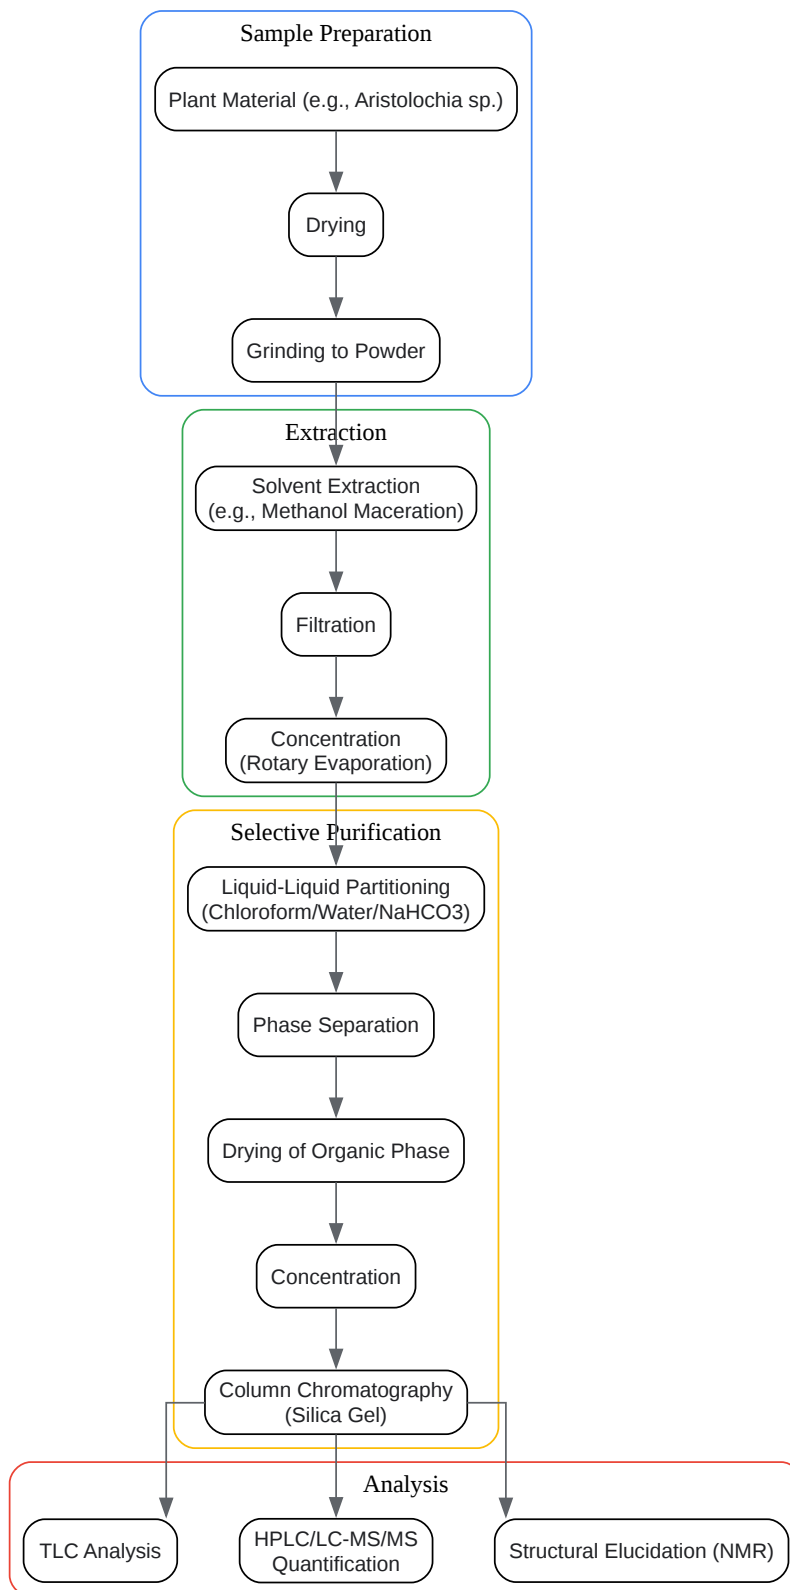 Sample Preparation
Plant Material (e.g., Aristolochia sp.)
Drying
Grinding to Powder
Extraction
Solvent Extraction
(e.g., Methanol Maceration)
Filtration
Concentration
(Rotary Evaporation)
Selective Purification
Liquid-Liquid Partitioning
(Chloroform/Water/NaHCO3)
Phase Separation
Drying of Organic Phase
Concentration
Column Chromatography
(Silica Gel)
Analysis
TLC Analysis
HPLC/LC-MS/MS
Quantification
Structural Elucidation (NMR)